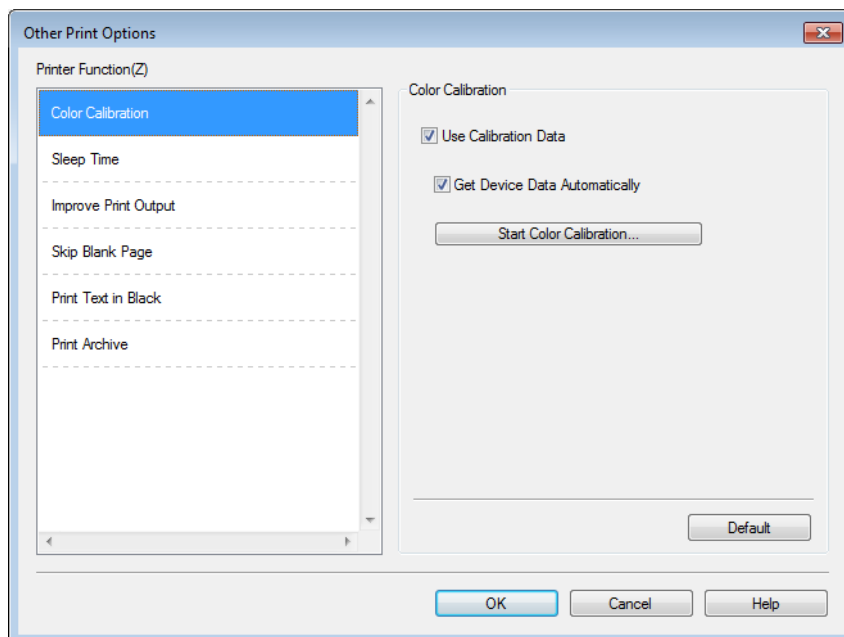 Other Print Options
Printer Function(Z)
Color Calibration
Sleep Time
Improve Print Output
Skip Blank Page
Print Text in Black
Print Archive
Color Calibration
Use Calibration Data
Get Device Data Automatically
Start Color Calibration...
Default
OK
Cancel
Help